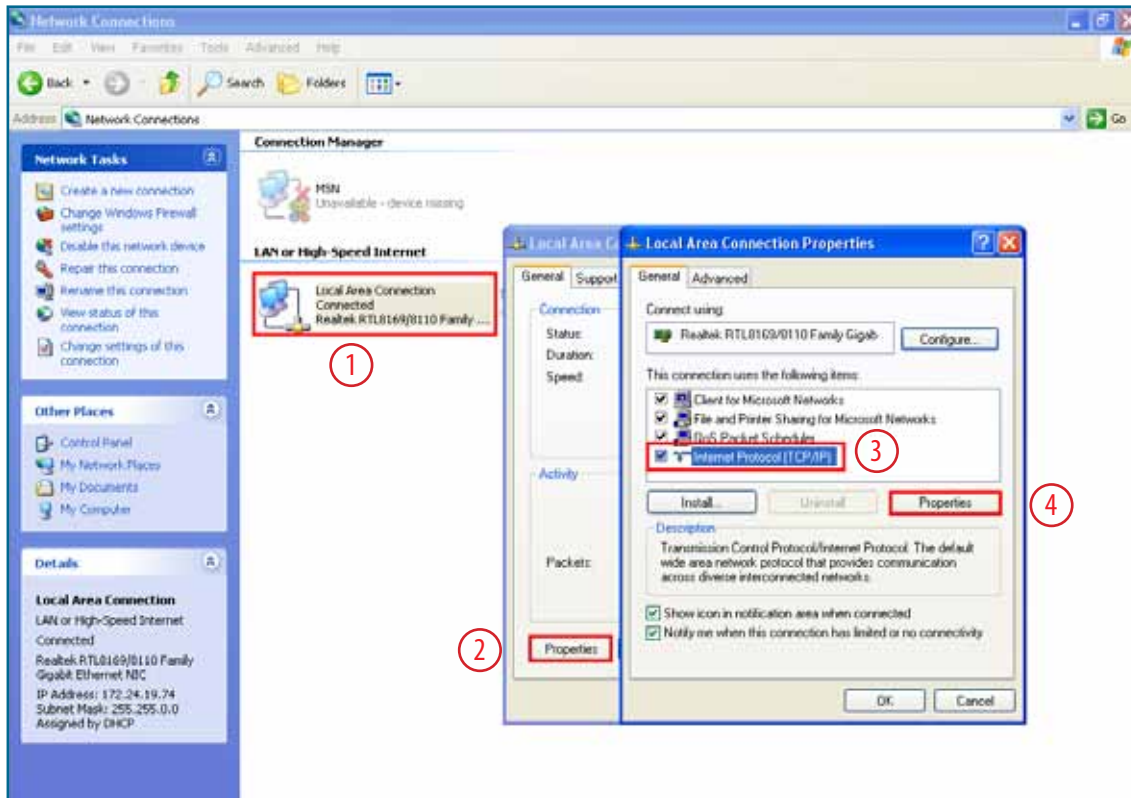 Network Connections
File Edit View Favorites Tools Advanced Help
Back Search Folders
Address Network Connections Go
Network Tasks
Create a new connection
Change Windows Firewall
settings
Disable this network device
Repair this connection
Rename this connection
View status of this
connection
Change settings of this
connection
Other Places
Control Panel
My Network Places
My Documents
My Computer
Details
Local Area Connection
LAN or High-Speed Internet
Connected
Realtek RTL8169/8110 Family
Gigabit Ethernet NIC
IP Address: 172.24.19.74
Subnet Mask: 255.255.0.0
Assigned by DHCP
Connection Manager
MSN
Unavailable - device missing
LAN or High-Speed Internet
Local Area Connection
Connected
Realtek RTL8169/8110 Family ...
1
Local Area C
General Support
Connection
Status:
Duration:
Speed:
Activity
Packets:
2
Properties
Local Area Connection Properties
General Advanced
Connect using:
Realtek RTL8169/8110 Family Gigab
Configure...
This connection uses the following items:
Client for Microsoft Networks
File and Printer Sharing for Microsoft Networks
QoS Packet Scheduler
Internet Protocol (TCP/IP)
3
Install... Uninstall Properties
4
Description
Transmission Control Protocol/Internet Protocol. The default
wide area network protocol that provides communication
across diverse interconnected networks.
Show icon in notification area when connected
Notify me when this connection has limited or no connectivity
OK Cancel